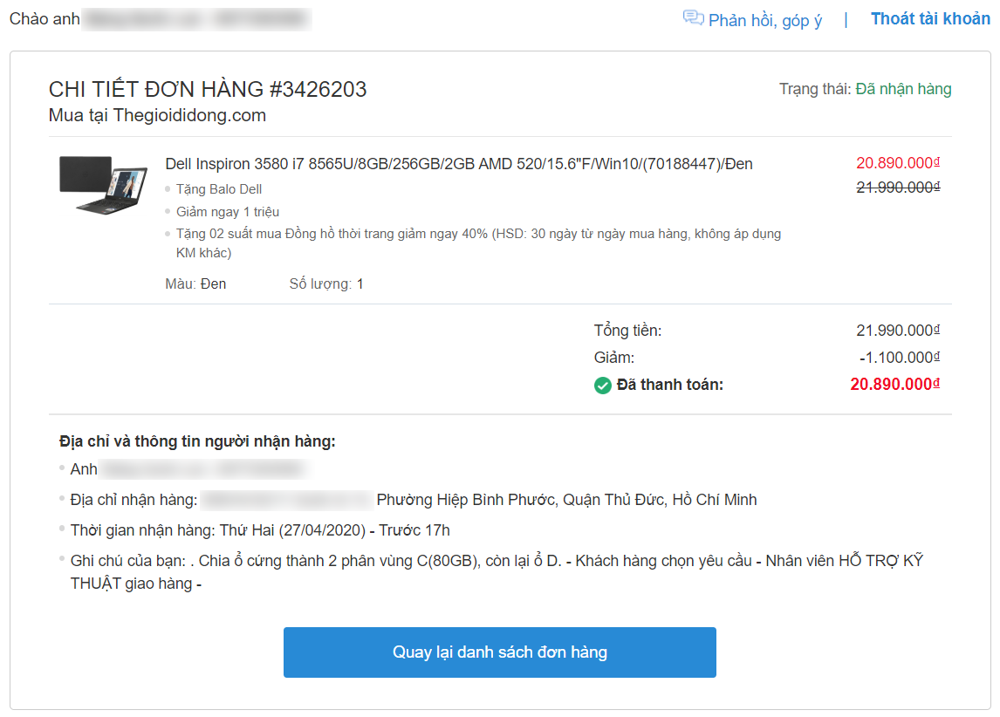 Chào anh
Phản hồi, góp ý | Thoát tài khoản
CHI TIẾT ĐƠN HÀNG #3426203
Trạng thái: Đã nhận hàng
Mua tại Thegioididong.com
Dell Inspiron 3580 i7 8565U/8GB/256GB/2GB AMD 520/15.6"F/Win10/(70188447)/Đen
20.890.000₫
Tặng Balo Dell
21.990.000₫
Giảm ngay 1 triệu
Tặng 02 suất mua Đồng hồ thời trang giảm ngay 40% (HSD: 30 ngày từ ngày mua hàng, không áp dụng
KM khác)
Màu: Đen Số lượng: 1
Tổng tiền: 21.990.000₫
Giảm: -1.100.000₫
Đã thanh toán: 20.890.000₫
Địa chỉ và thông tin người nhận hàng:
Anh
Địa chỉ nhận hàng: Phường Hiệp Bình Phước, Quận Thủ Đức, Hồ Chí Minh
Thời gian nhận hàng: Thứ Hai (27/04/2020) - Trước 17h
Ghi chú của bạn: . Chia ổ cứng thành 2 phân vùng C(80GB), còn lại ổ D. - Khách hàng chọn yêu cầu - Nhân viên HỖ TRỢ KỸ
THUẬT giao hàng -
Quay lại danh sách đơn hàng